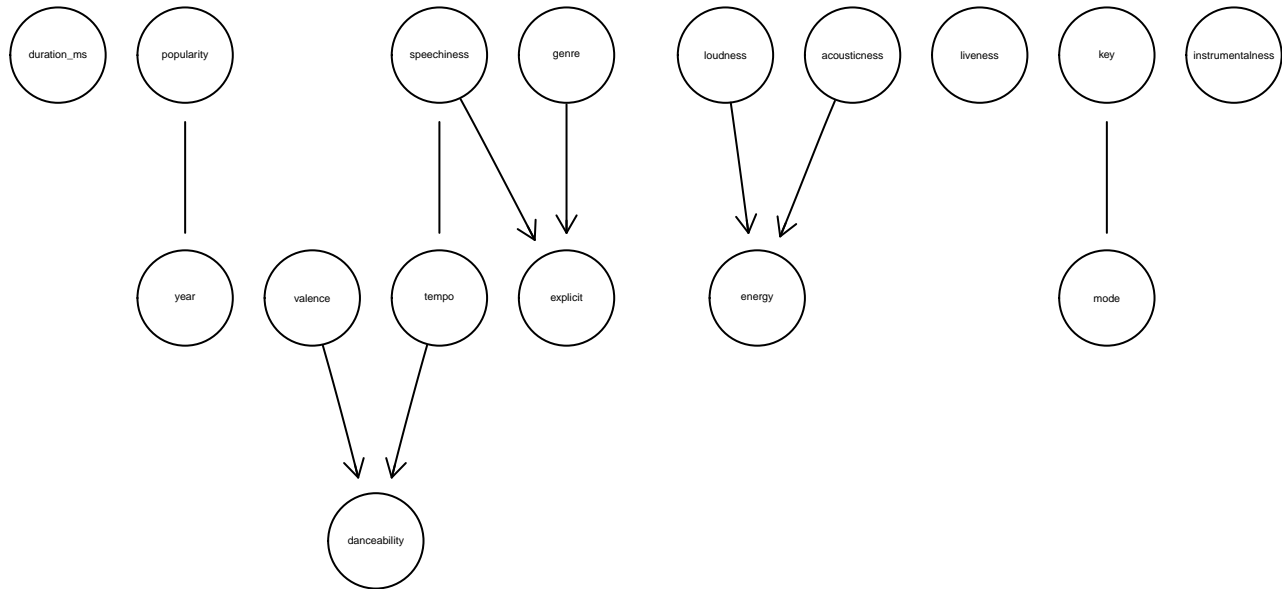 duration_ms
popularity
speechiness
genre
loudness
acousticness
liveness
key
instrumentalness
year
valence
tempo
explicit
energy
mode
danceability